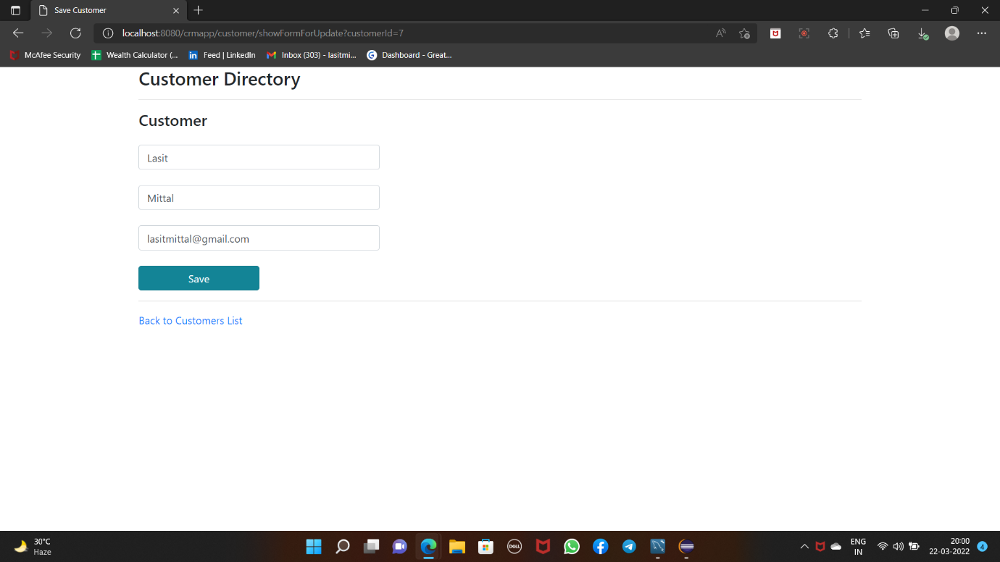 Save Customer
localhost:8080/crmapp/customer/showFormForUpdate?customerId=7
McAfee Security
Wealth Calculator (...
Feed | LinkedIn
Inbox (303) - lasitmi...
Dashboard - Great...
Customer Directory
Customer
Lasit
Mittal
lasitmittal@gmail.com
Save
Back to Customers List
30°C
Haze
DELL
ENG
IN
20:00
22-03-2022
4